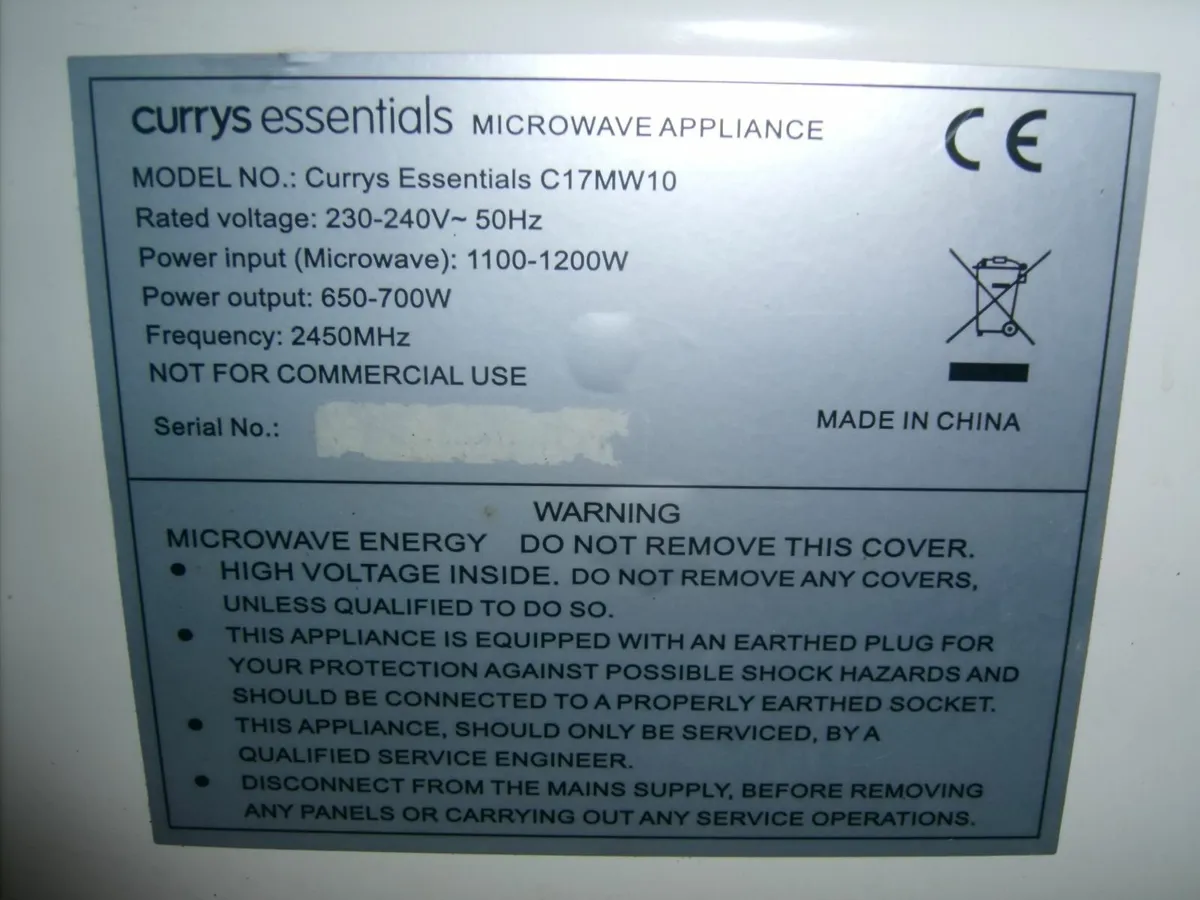 currys essentials MICROWAVE APPLIANCE
CE
MODEL NO.: Currys Essentials C17MW10
Rated voltage: 230-240V~ 50Hz
Power input (Microwave): 1100-1200W
Power output: 650-700W
Frequency: 2450MHz
NOT FOR COMMERCIAL USE
Serial No.:
MADE IN CHINA
WARNING
MICROWAVE ENERGY DO NOT REMOVE THIS COVER.
• HIGH VOLTAGE INSIDE. DO NOT REMOVE ANY COVERS,
UNLESS QUALIFIED TO DO SO.
• THIS APPLIANCE IS EQUIPPED WITH AN EARTHED PLUG FOR
YOUR PROTECTION AGAINST POSSIBLE SHOCK HAZARDS AND
SHOULD BE CONNECTED TO A PROPERLY EARTHED SOCKET.
• THIS APPLIANCE, SHOULD ONLY BE SERVICED, BY A
QUALIFIED SERVICE ENGINEER.
• DISCONNECT FROM THE MAINS SUPPLY, BEFORE REMOVING
ANY PANELS OR CARRYING OUT ANY SERVICE OPERATIONS.